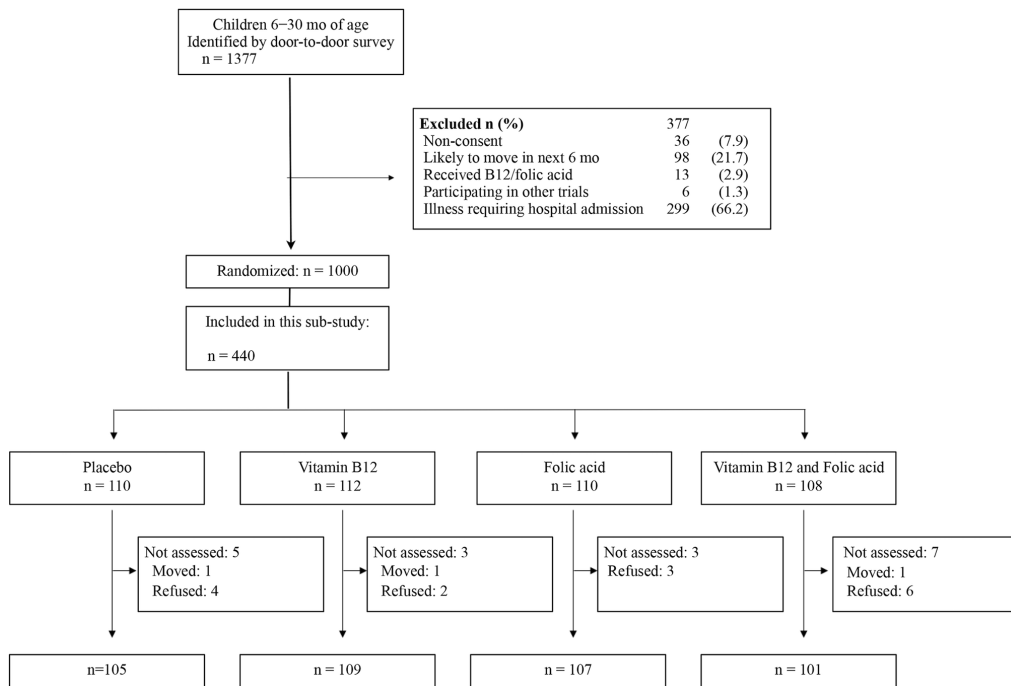 Children 6−30 mo of age
Identified by door-to-door survey
n = 1377
Excluded n (%) 377
Non-consent 36 (7.9)
Likely to move in next 6 mo 98 (21.7)
Received B12/folic acid 13 (2.9)
Participating in other trials 6 (1.3)
Illness requiring hospital admission 299 (66.2)
Randomized: n = 1000
Included in this sub-study:
n = 440
Placebo
n = 110
Vitamin B12
n = 112
Folic acid
n = 110
Vitamin B12 and Folic acid
n = 108
Not assessed: 5
Moved: 1
Refused: 4
Not assessed: 3
Moved: 1
Refused: 2
Not assessed: 3
Refused: 3
Not assessed: 7
Moved: 1
Refused: 6
n=105
n = 109
n = 107
n = 101